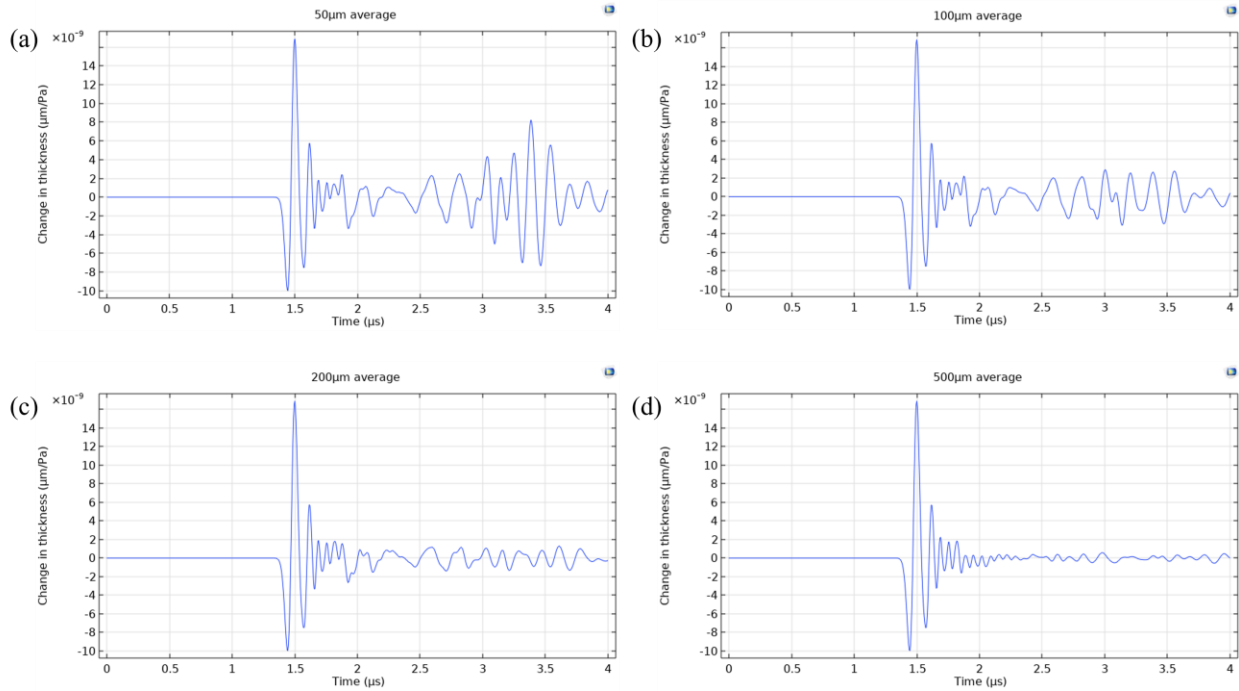 50μm average
(a)
×10⁻⁹
Change in thickness (μm/Pa)
14
12
10
8
6
4
2
0
-2
-4
-6
-8
-10
0 0.5 1 1.5 2 2.5 3 3.5 4
Time (μs)
100μm average
(b)
×10⁻⁹
Change in thickness (μm/Pa)
14
12
10
8
6
4
2
0
-2
-4
-6
-8
-10
0 0.5 1 1.5 2 2.5 3 3.5 4
Time (μs)
200μm average
(c)
×10⁻⁹
Change in thickness (μm/Pa)
14
12
10
8
6
4
2
0
-2
-4
-6
-8
-10
0 0.5 1 1.5 2 2.5 3 3.5 4
Time (μs)
500μm average
(d)
×10⁻⁹
Change in thickness (μm/Pa)
14
12
10
8
6
4
2
0
-2
-4
-6
-8
-10
0 0.5 1 1.5 2 2.5 3 3.5 4
Time (μs)